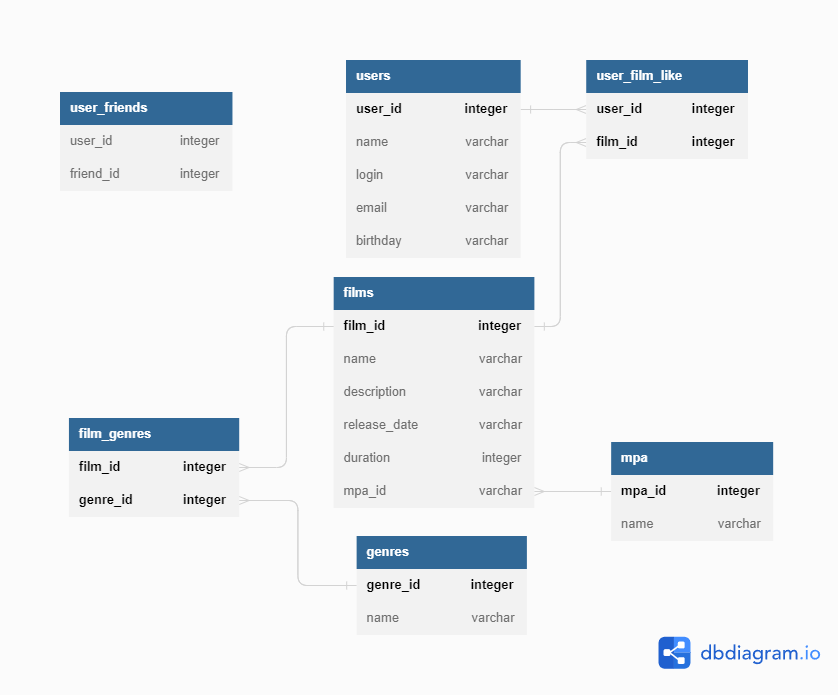 user_friends
user_id integer
friend_id integer
users
user_id integer
name varchar
login varchar
email varchar
birthday varchar
user_film_like
user_id integer
film_id integer
films
film_id integer
name varchar
description varchar
release_date varchar
duration integer
mpa_id varchar
film_genres
film_id integer
genre_id integer
mpa
mpa_id integer
name varchar
genres
genre_id integer
name varchar
dbdiagram.io